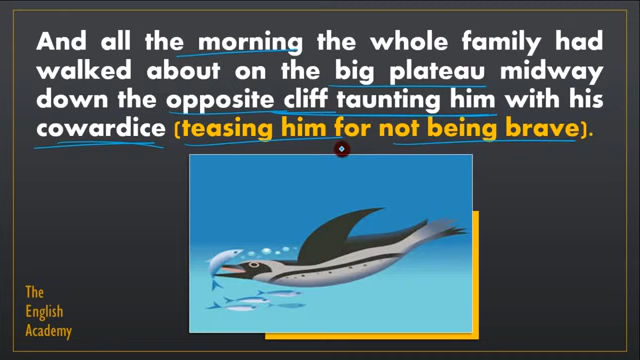 And all the morning the whole family had
walked about on the big plateau midway
down the opposite cliff taunting him with his
cowardice (teasing him for not being brave).
The
English
Academy